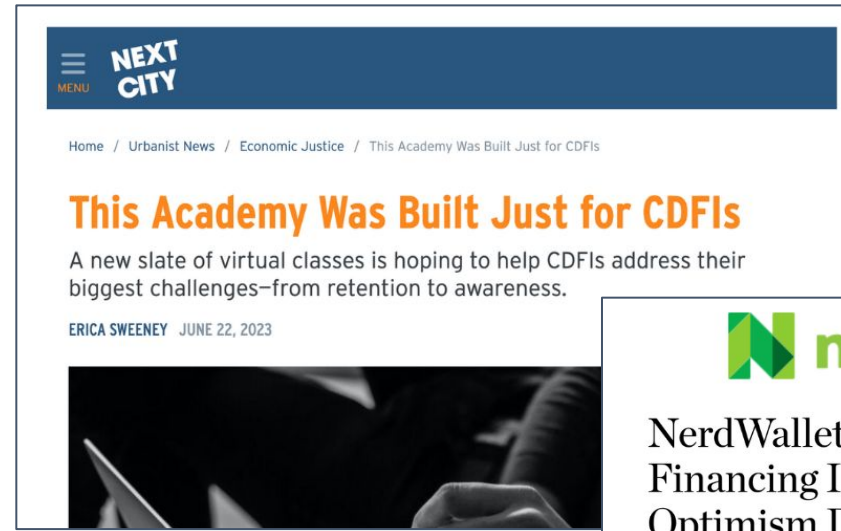 NEXT
CITY
MENU
Home / Urbanist News / Economic Justice / This Academy Was Built Just for CDFIs
This Academy Was Built Just for CDFIs
A new slate of virtual classes is hoping to help CDFIs address their
biggest challenges—from retention to awareness.
ERICA SWEENEY JUNE 22, 2023
NerdWallet
Financing
Optimism